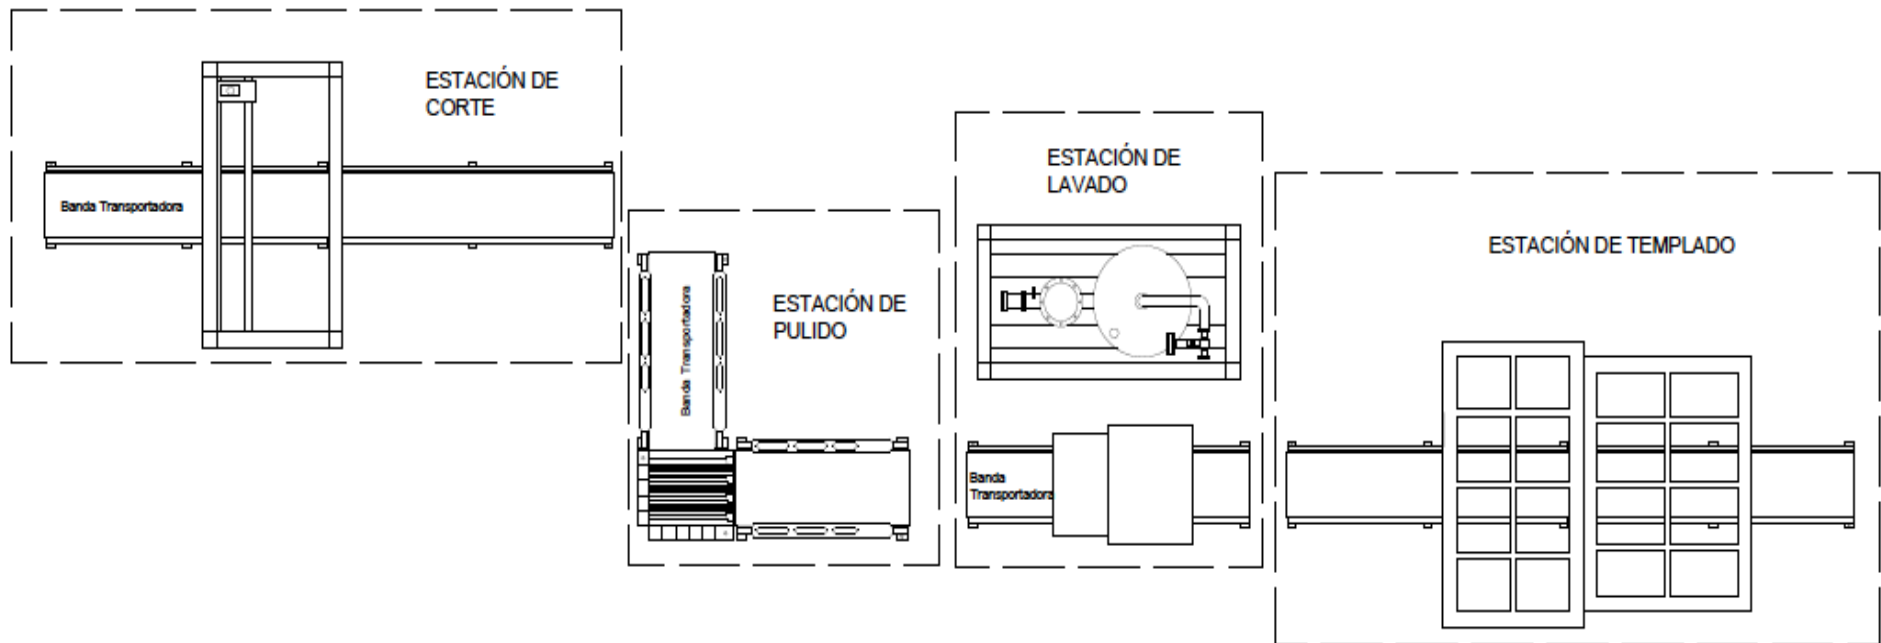 ESTACIÓN DE
CORTE
Banda Transportadora
ESTACIÓN DE
PULIDO
Banda Transportadora
ESTACIÓN DE
LAVADO
Banda
Transportadora
ESTACIÓN DE TEMPLADO